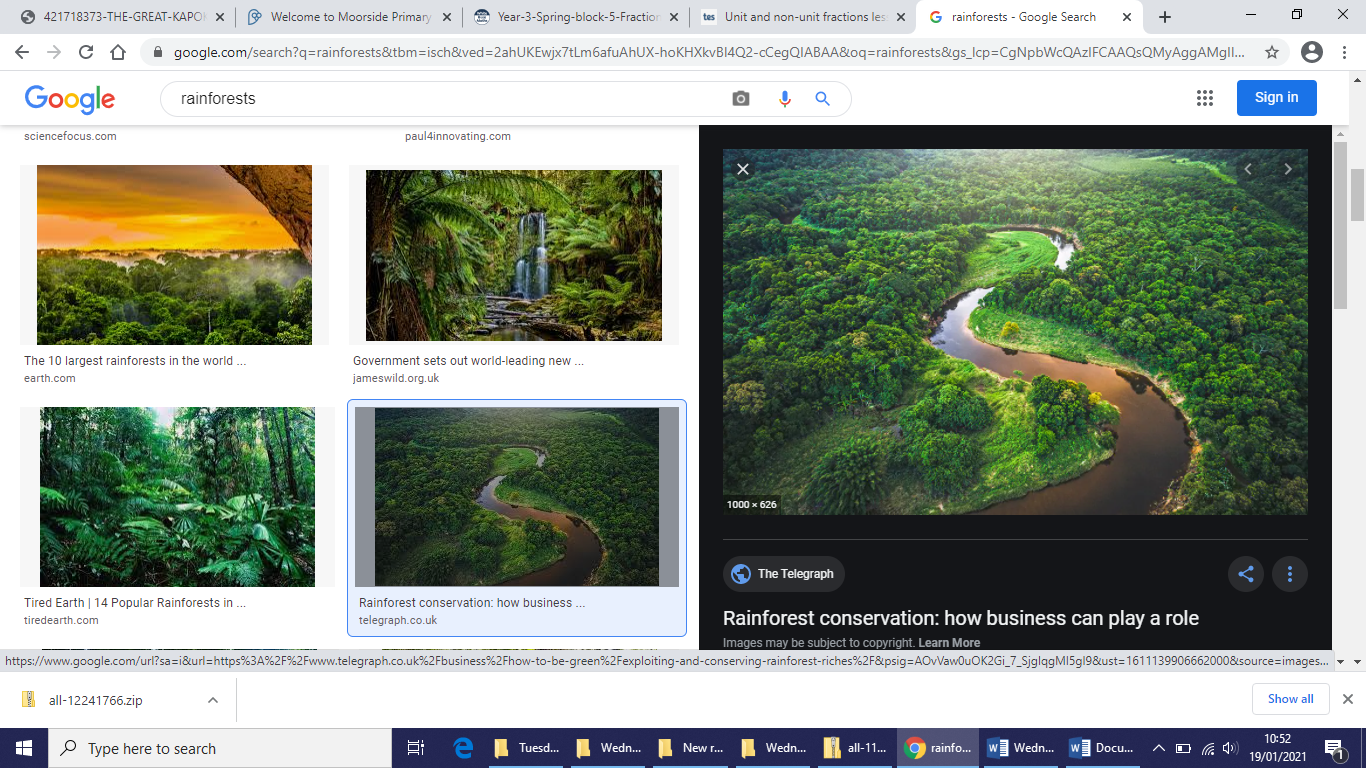 421718373-THE-GREAT-KAPO
Welcome to Moorside Primary
Year-3-Spring-block-5-Fraction
tes
Unit and non-unit fractions les
rainforests - Google Search
google.com/search?q=rainforests&tbm=isch&ved=2ahUKEwjx7tLm6afuAhUX-hoKHXkvBI4Q2-cCegQIABAA&oq=rainforests&gs_lcp=CgNpbWcQAzIFCAAQsQMyAggAMgII...
Google
rainforests
Sign in
sciencefocus.com
paul4innovating.com
The 10 largest rainforests in the world ...
earth.com
Government sets out world-leading new ...
jameswild.org.uk
Tired Earth | 14 Popular Rainforests in ...
tiredearth.com
Rainforest conservation: how business ...
telegraph.co.uk
1000 × 626
The Telegraph
Rainforest conservation: how business can play a role
Images may be subject to copyright. Learn More
https://www.google.com/url?sa=i&url=https%3A%2F%2Fwww.telegraph.co.uk%2Fbusiness%2Fhow-to-be-green%2Fexploiting-and-conserving-rainforest-riches%2F&psig=AOvVaw0uOK2Gi_7_SjgIqgMI5gI9&ust=1611139906662000&source=images...
all-12241766.zip
Show all
Type here to search
Tuesd...
Wedn...
New r...
Wedn...
all-11...
rainfo...
Wedn...
Docu...
10:52
19/01/2021
1